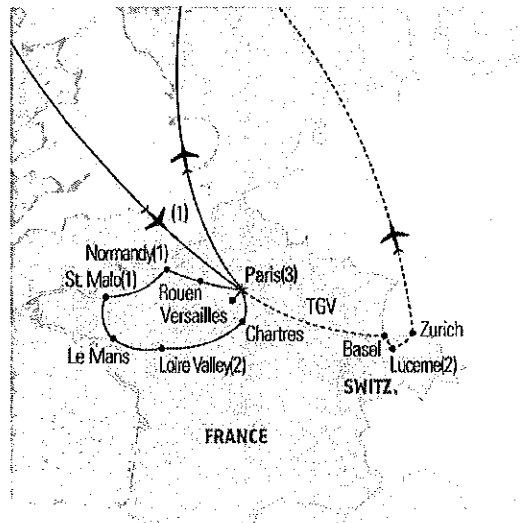 (1)
Normandy(1)
St. Malo(1)
Paris(3)
Rouen
Versailles
TGV
Chartres
Zurich
Basel
Le Mans
Loire Valley(2)
Lucerne(2)
SWITZ.
FRANCE